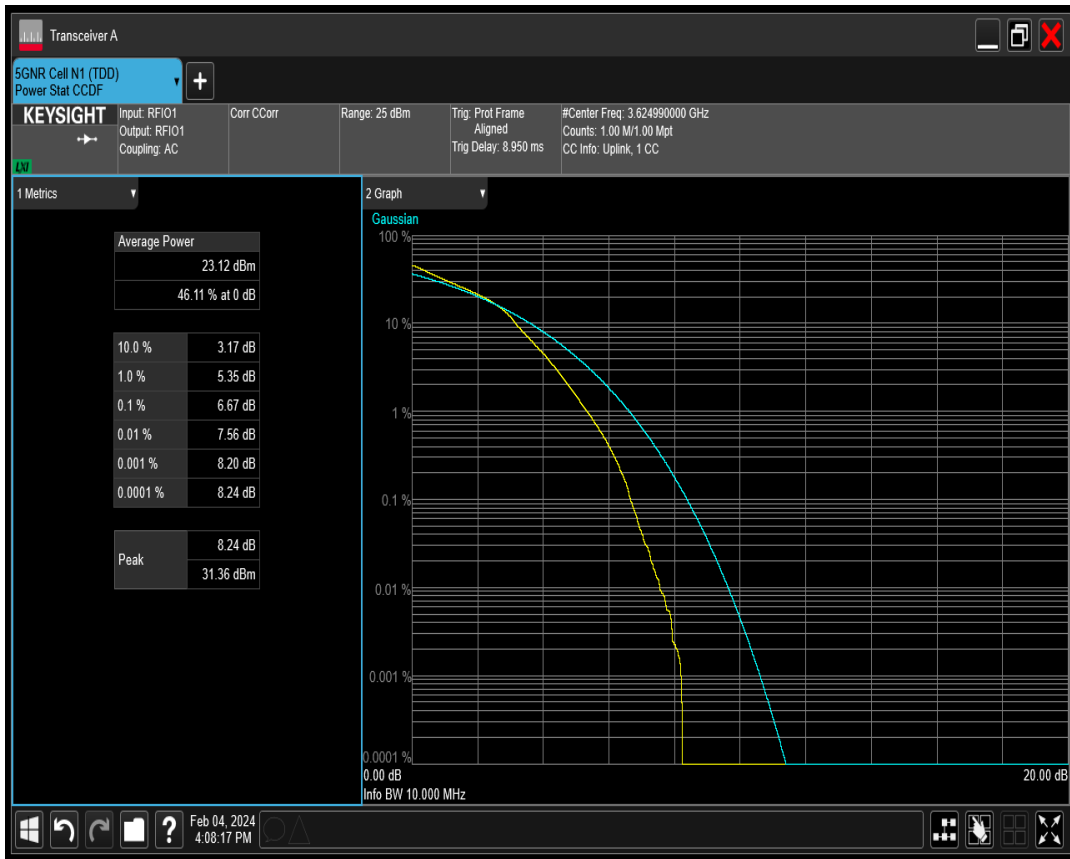 Transceiver A
5GNR Cell N1 (TDD)
Power Stat CCDF
+
KEYSIGHT
LXI
Input: RFIO1
Output: RFIO1
Coupling: AC
Corr CCorr
Range: 25 dBm
Trig: Prot Frame
Aligned
Trig Delay: 8.950 ms
#Center Freq: 3.624990000 GHz
Counts: 1.00 M/1.00 Mpt
CC Info: Uplink, 1 CC
1 Metrics
Average Power
23.12 dBm
46.11 % at 0 dB
10.0 % 3.17 dB
1.0 % 5.35 dB
0.1 % 6.67 dB
0.01 % 7.56 dB
0.001 % 8.20 dB
0.0001 % 8.24 dB
Peak
8.24 dB
31.36 dBm
2 Graph
Gaussian
100 %
10 %
1 %
0.1 %
0.01 %
0.001 %
0.0001 %
0.00 dB 20.00 dB
Info BW 10.000 MHz
?
Feb 04, 2024
4:08:17 PM